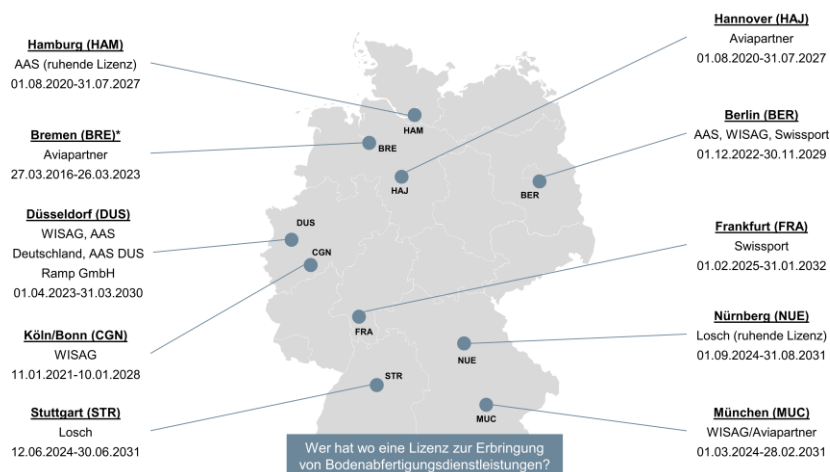 Hamburg (HAM)
AAS (ruhende Lizenz)
01.08.2020-31.07.2027
Bremen (BRE)*
Aviapartner
27.03.2016-26.03.2023
Düsseldorf (DUS)
WISAG, AAS
Deutschland, AAS DUS
Ramp GmbH
01.04.2023-31.03.2030
Köln/Bonn (CGN)
WISAG
11.01.2021-10.01.2028
Stuttgart (STR)
Losch
12.06.2024-30.06.2031
HAM
BRE
HAJ
BER
DUS
CGN
FRA
NUE
STR
MUC
Hannover (HAJ)
Aviapartner
01.08.2020-31.07.2027
Berlin (BER)
AAS, WISAG, Swissport
01.12.2022-30.11.2029
Frankfurt (FRA)
Swissport
01.02.2025-31.01.2032
Nürnberg (NUE)
Losch (ruhende Lizenz)
01.09.2024-31.08.2031
München (MUC)
WISAG/Aviapartner
01.03.2024-28.02.2031
Wer hat wo eine Lizenz zur Erbringung
von Bodenabfertigungsdienstleistungen?